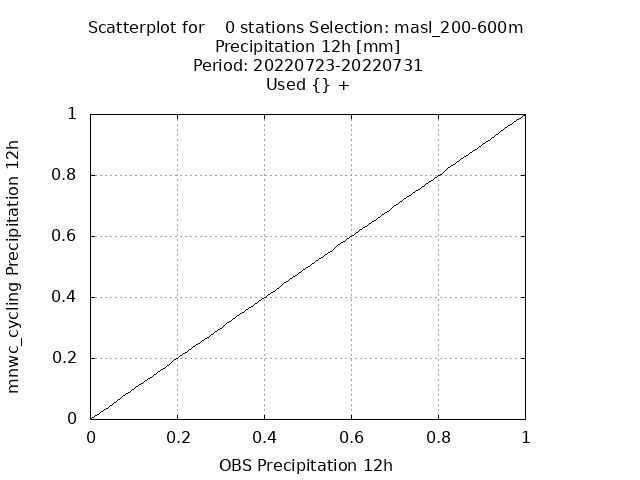 Scatterplot for    0 stations Selection: masl_200-600m
Precipitation 12h [mm]
Period: 20220723-20220731
Used {} +
mnwc_cycling Precipitation 12h
1
0.8
0.6
0.4
0.2
0
0 0.2 0.4 0.6 0.8 1
OBS Precipitation 12h